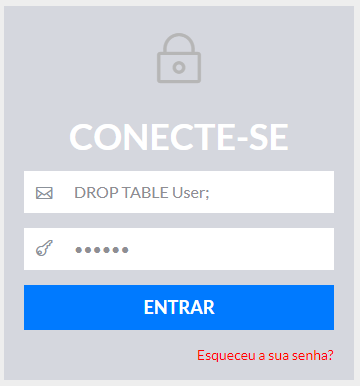 CONECTE-SE
DROP TABLE User;
••••••
ENTRAR
Esqueceu a sua senha?